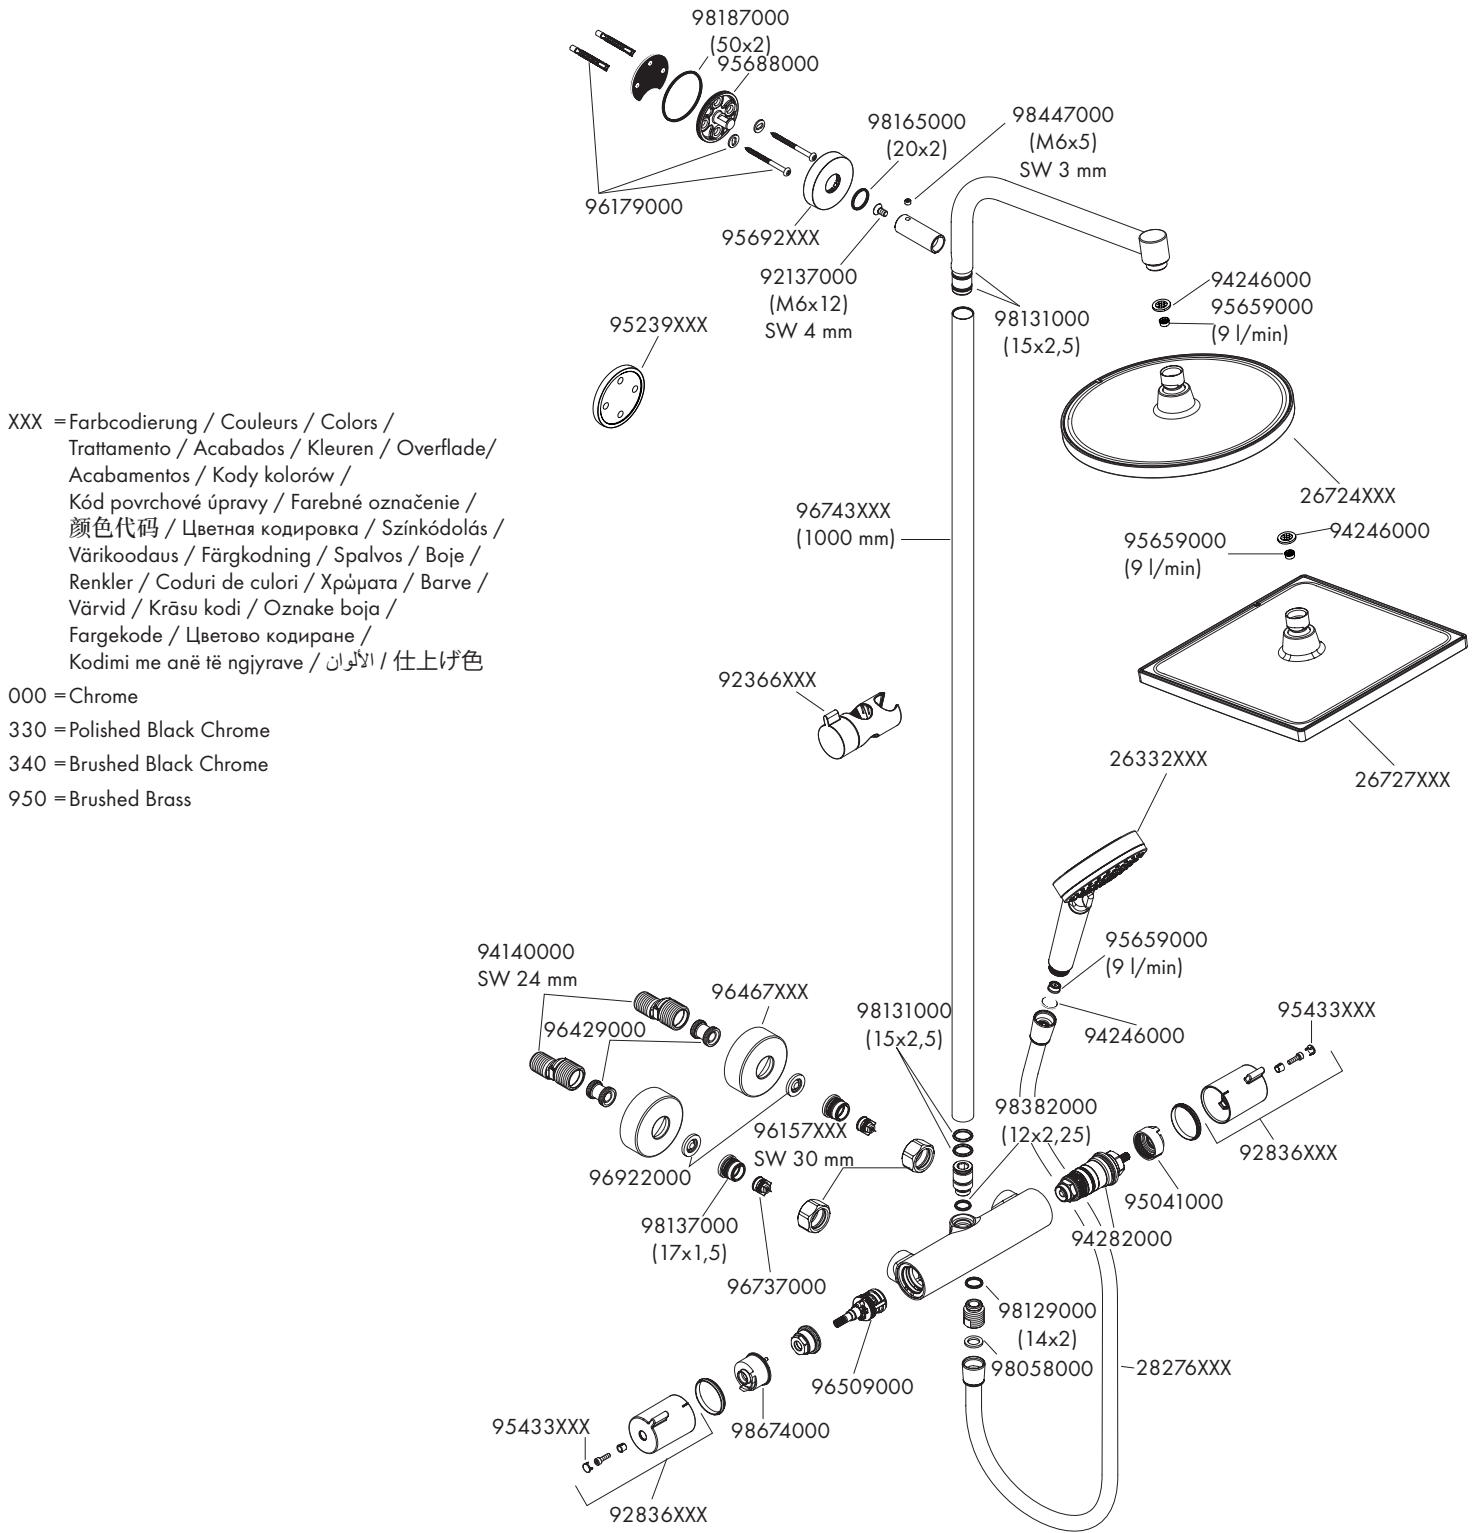 98187000
(50x2)
95688000
98165000
(20x2)
98447000
(M6x5)
SW 3 mm
96179000
95692XXX
92137000
(M6x12)
SW 4 mm
94246000
95659000
(9 l/min)
98131000
(15x2,5)
95239XXX
XXX =Farbcodierung / Couleurs / Colors /
Trattamento / Acabados / Kleuren / Overflade/
Acabamentos / Kody kolorów /
Kód povrchové úpravy / Farebné označenie /
颜色代码 / Цветная кодировка / Színkódolás /
Värikoodaus / Färgkodning / Spalvos / Boje /
Renkler / Coduri de culori / Χρώματα / Barve /
Värvid / Krāsu kodi / Oznake boja /
Fargekode / Цветово кодиране /
Kodimi me anë të ngjyrave / الألوان / 仕上げ色
000 =Chrome
330 =Polished Black Chrome
340 =Brushed Black Chrome
950 =Brushed Brass
26724XXX
96743XXX
(1000 mm)
94246000
95659000
(9 l/min)
92366XXX
26727XXX
26332XXX
94140000
SW 24 mm
96467XXX
96429000
98131000
(15x2,5)
95659000
(9 l/min)
94246000
95433XXX
98382000
(12x2,25)
96157XXX
SW 30 mm
92836XXX
96922000
95041000
98137000
(17x1,5)
94282000
96737000
98129000
(14x2)
98058000
28276XXX
96509000
98674000
95433XXX
92836XXX